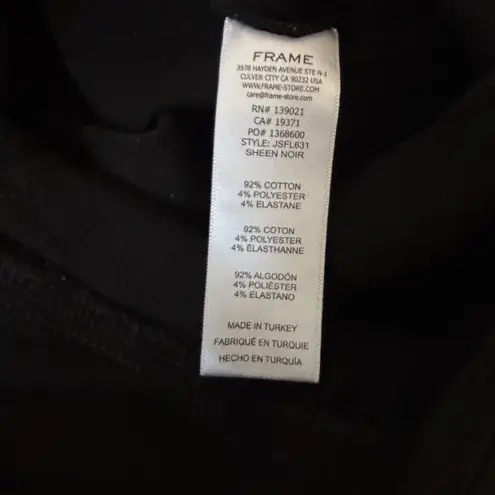 FRAME
3578 HAYDEN AVENUE STE N-1
CULVER CITY CA 90232 USA
WWW.FRAME-STORE.COM
care@frame-store.com
RN# 139021
CA# 19371
PO# 1368600
STYLE: JSFL631
SHEEN NOIR
92% COTTON
4% POLYESTER
4% ELASTANE
92% COTON
4% POLYESTER
4% ÉLASTHANNE
92% ALGODÓN
4% POLIÉSTER
4% ELASTANO
MADE IN TURKEY
FABRIQUÉ EN TURQUIE
HECHO EN TURQUÍA